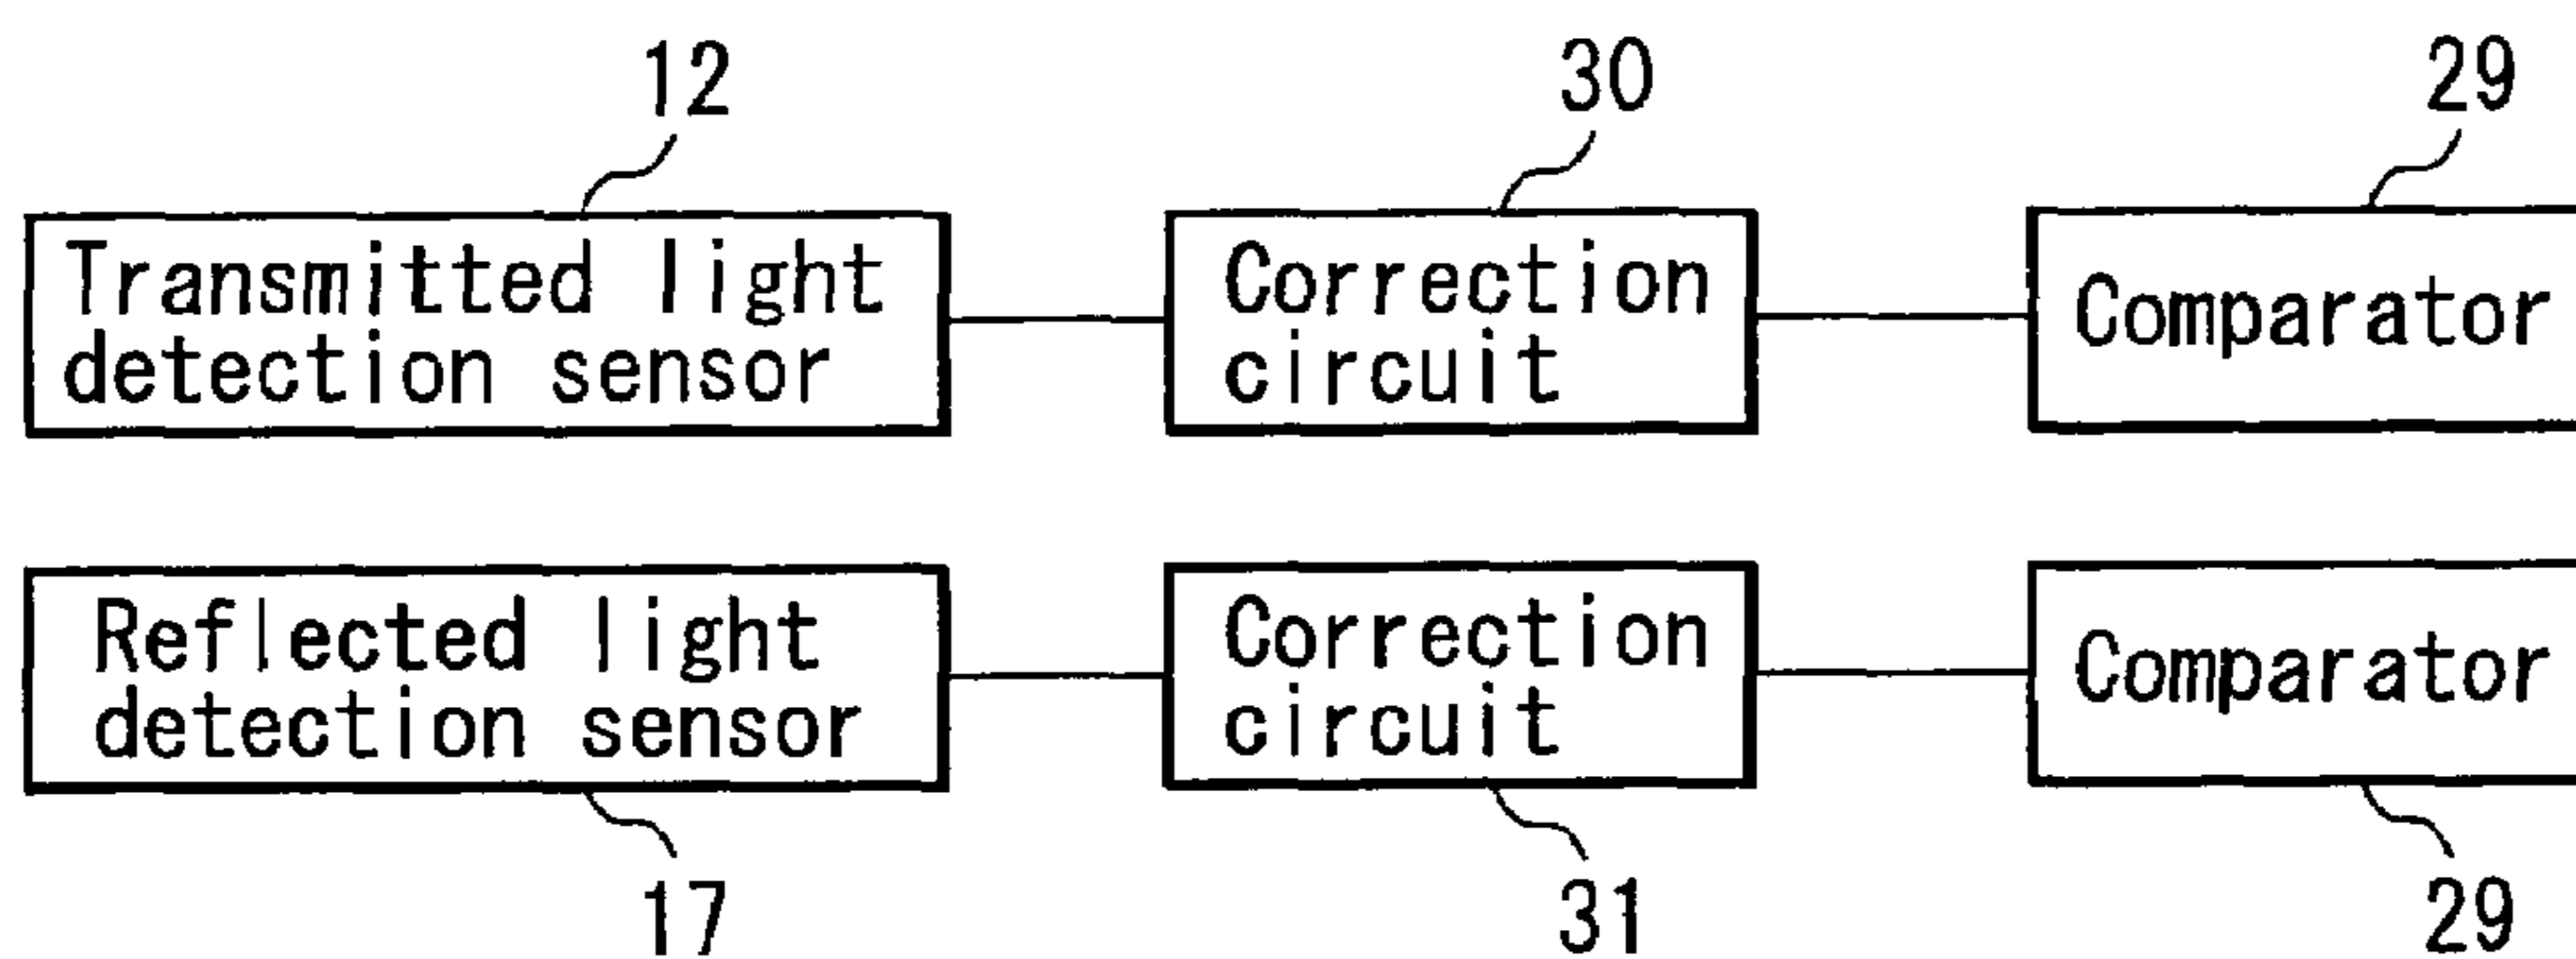 12
30
29
Transmitted light
detection sensor
Correction
circuit
Comparator
Reflected light
detection sensor
Correction
circuit
Comparator
17
31
29